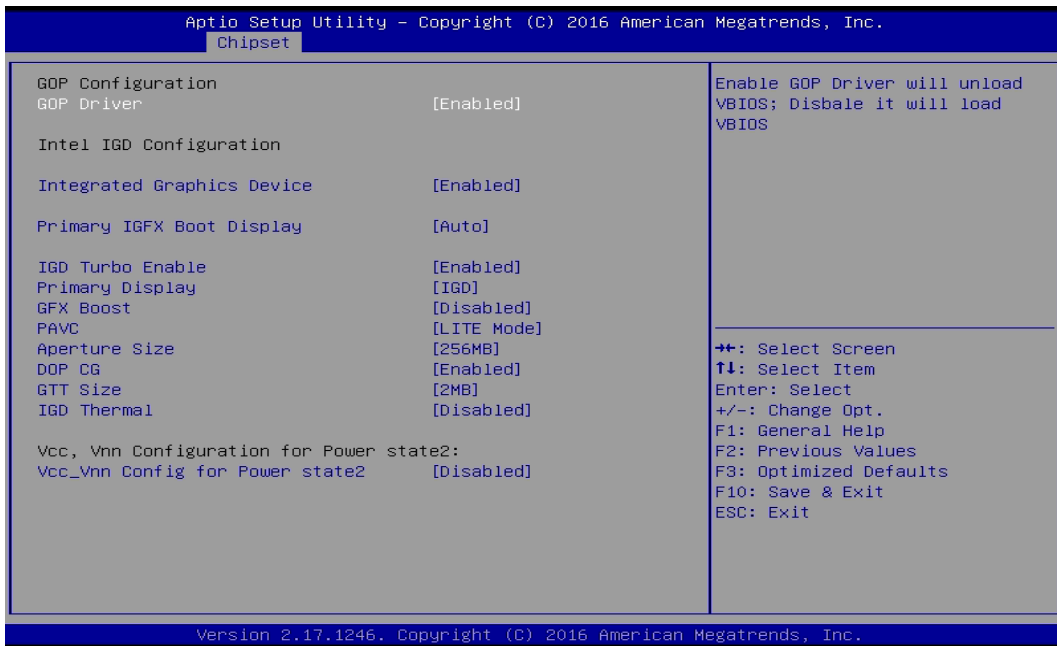 Aptio Setup Utility – Copyright (C) 2016 American Megatrends, Inc.
Chipset
GOP Configuration
GOP Driver [Enabled]
Intel IGD Configuration
Integrated Graphics Device [Enabled]
Primary IGFX Boot Display [Auto]
IGD Turbo Enable [Enabled]
Primary Display [IGD]
GFX Boost [Disabled]
PAVC [LITE Mode]
Aperture Size [256MB]
DOP CG [Enabled]
GTT Size [2MB]
IGD Thermal [Disabled]
Vcc, Vnn Configuration for Power state2:
Vcc_Vnn Config for Power state2 [Disabled]
Enable GOP Driver will unload
VBIOS; Disbale it will load
VBIOS
→←: Select Screen
↑↓: Select Item
Enter: Select
+/-: Change Opt.
F1: General Help
F2: Previous Values
F3: Optimized Defaults
F10: Save & Exit
ESC: Exit
Version 2.17.1246. Copyright (C) 2016 American Megatrends, Inc.